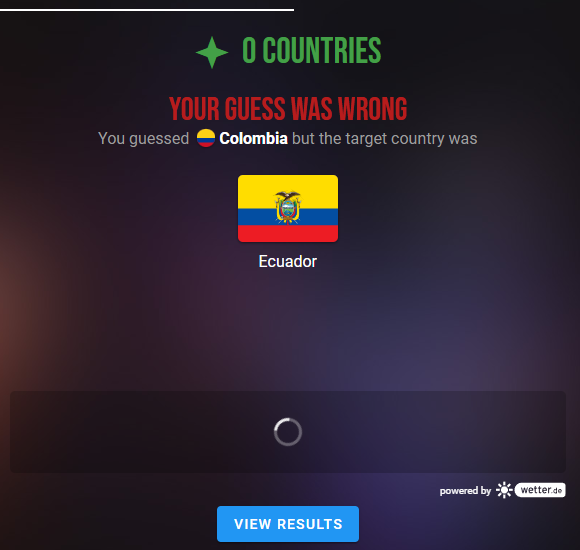 0 COUNTRIES
YOUR GUESS WAS WRONG
You guessed Colombia but the target country was
Ecuador
powered by wetter.de
VIEW RESULTS